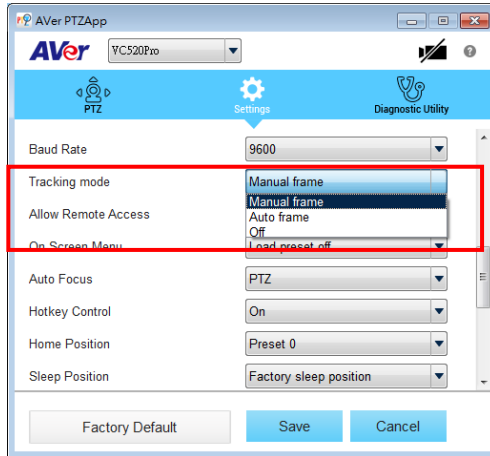 AVer PTZApp
AVer VC520Pro
PTZ Settings Diagnostic Utility
Baud Rate 9600
Tracking mode Manual frame
Manual frame
Allow Remote Access Auto frame
Off
On Screen Menu Load preset off
Auto Focus PTZ
Hotkey Control On
Home Position Preset 0
Sleep Position Factory sleep position
Factory Default Save Cancel